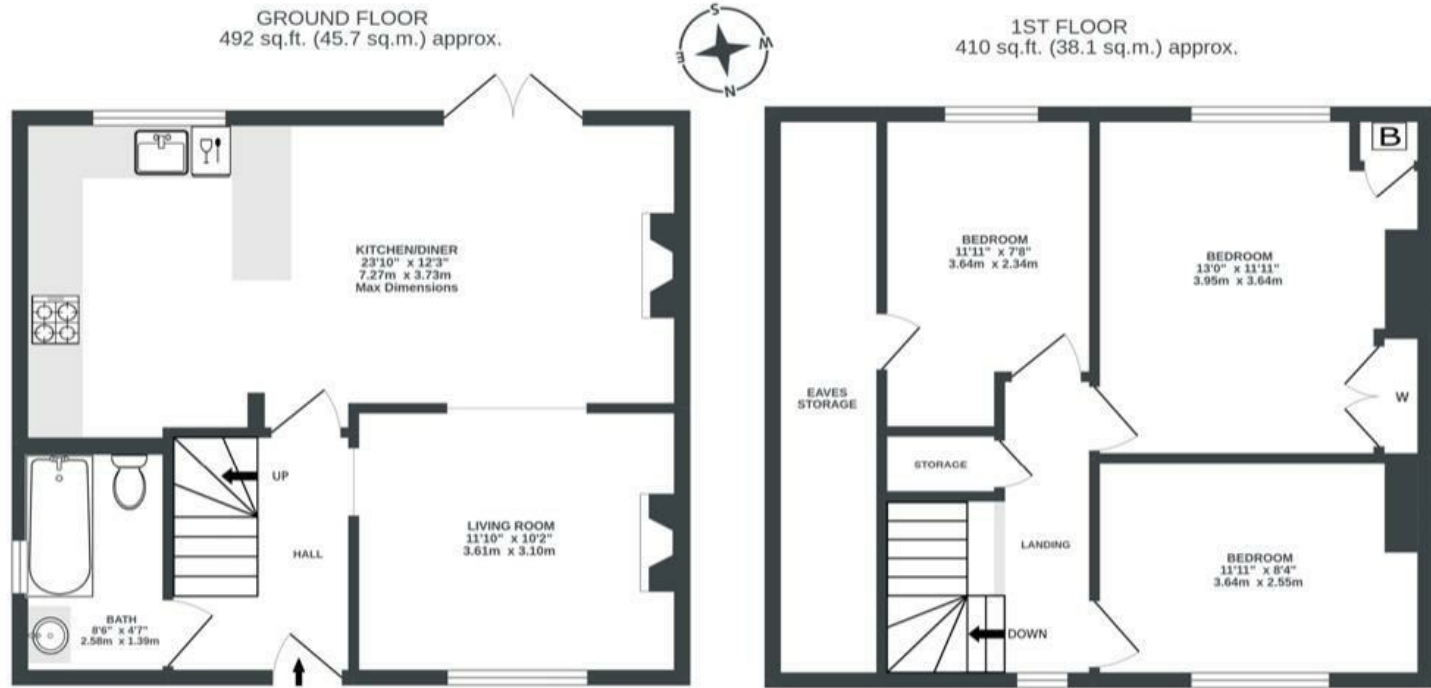 GROUND FLOOR
492 sq.ft. (45.7 sq.m.) approx.
S
W
E
N
1ST FLOOR
410 sq.ft. (38.1 sq.m.) approx.
KITCHEN/DINER
23'10" x 12'3"
7.27m x 3.73m
Max Dimensions
UP
HALL
LIVING ROOM
11'10" x 10'2"
3.61m x 3.10m
BATH
8'6" x 4'7"
2.58m x 1.39m
B
BEDROOM
11'11" x 7'8"
3.64m x 2.34m
BEDROOM
13'0" x 11'11"
3.95m x 3.64m
EAVES
STORAGE
W
STORAGE
LANDING
BEDROOM
11'11" x 8'4"
3.64m x 2.55m
DOWN